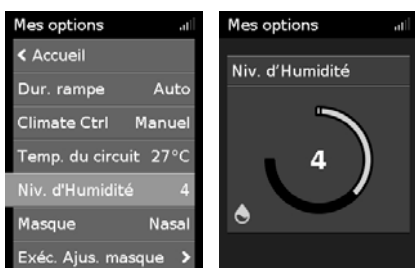 Mes options
< Accueil
Dur. rampe Auto
Climate Ctrl Manuel
Temp. du circuit 27°C
Niv. d'Humidité 4
Masque Nasal
Exéc. Ajus. masque >
Mes options
Niv. d'Humidité
4